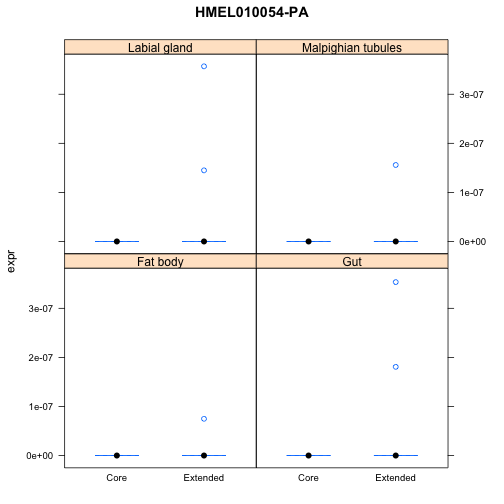 HMEL010054-PA
Labial gland Malpighian tubules
3e-07
2e-07
1e-07
0e+00
expr
Fat body Gut
3e-07
2e-07
1e-07
0e+00
Core Extended Core Extended